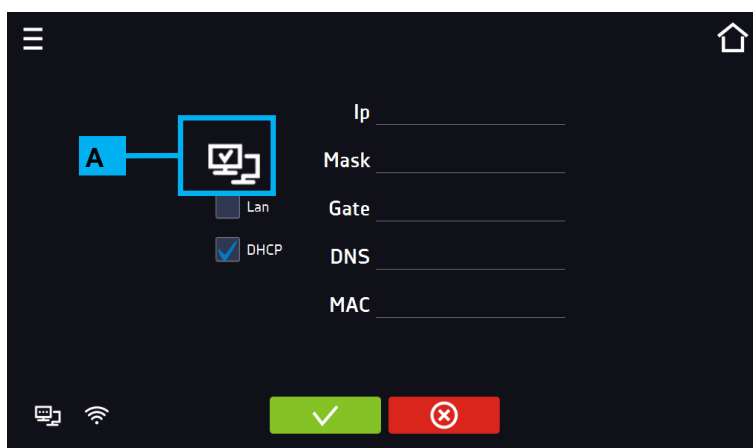 Ip
A
Mask
Lan
Gate
DHCP
DNS
MAC